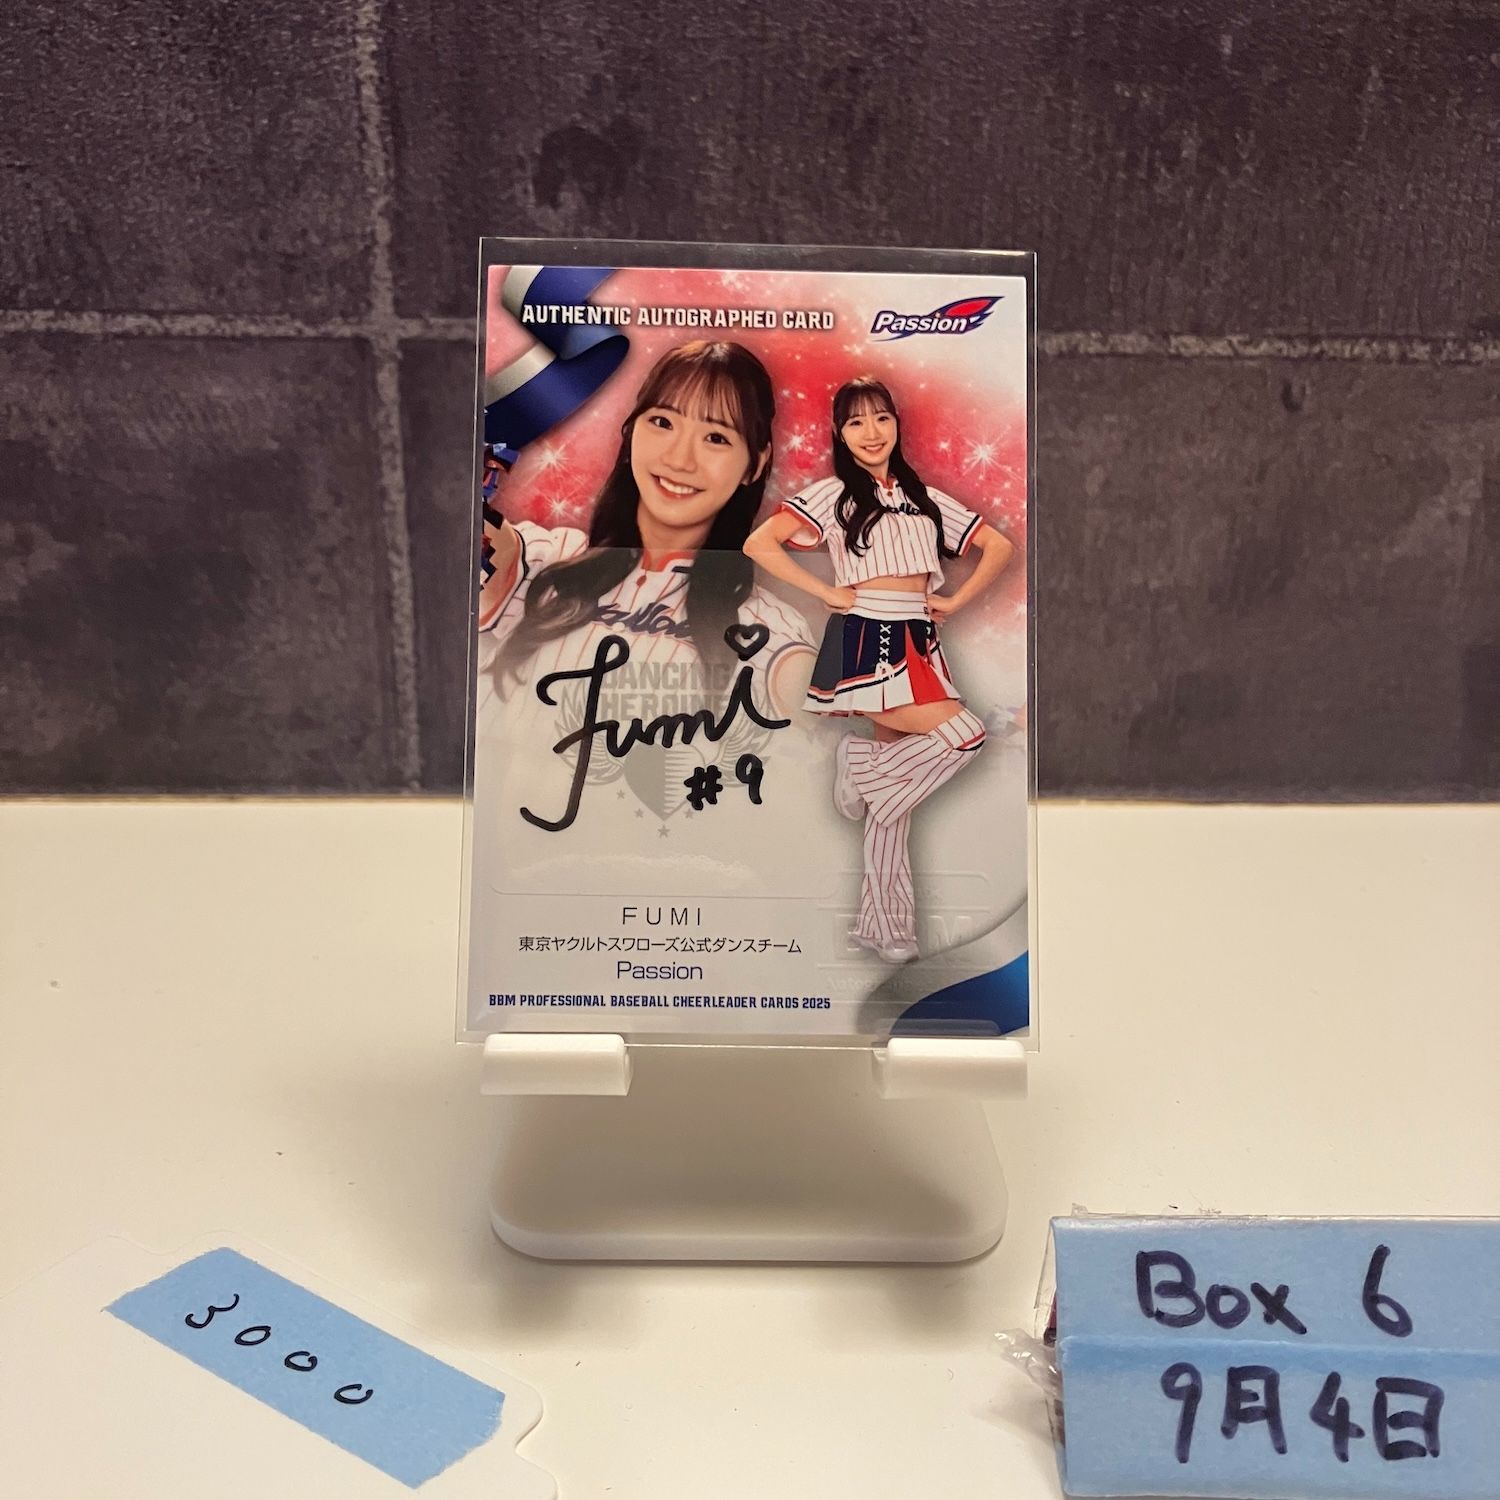 AUTHENTIC AUTOGRAPHED CARD
Passion
DANCING
HEROINE
Fumi
#9
FUMI
東京ヤクルトスワローズ公式ダンスチーム
Passion
BBM PROFESSIONAL BASEBALL CHEERLEADER CARDS 2025
3000
Box 6
9月4日